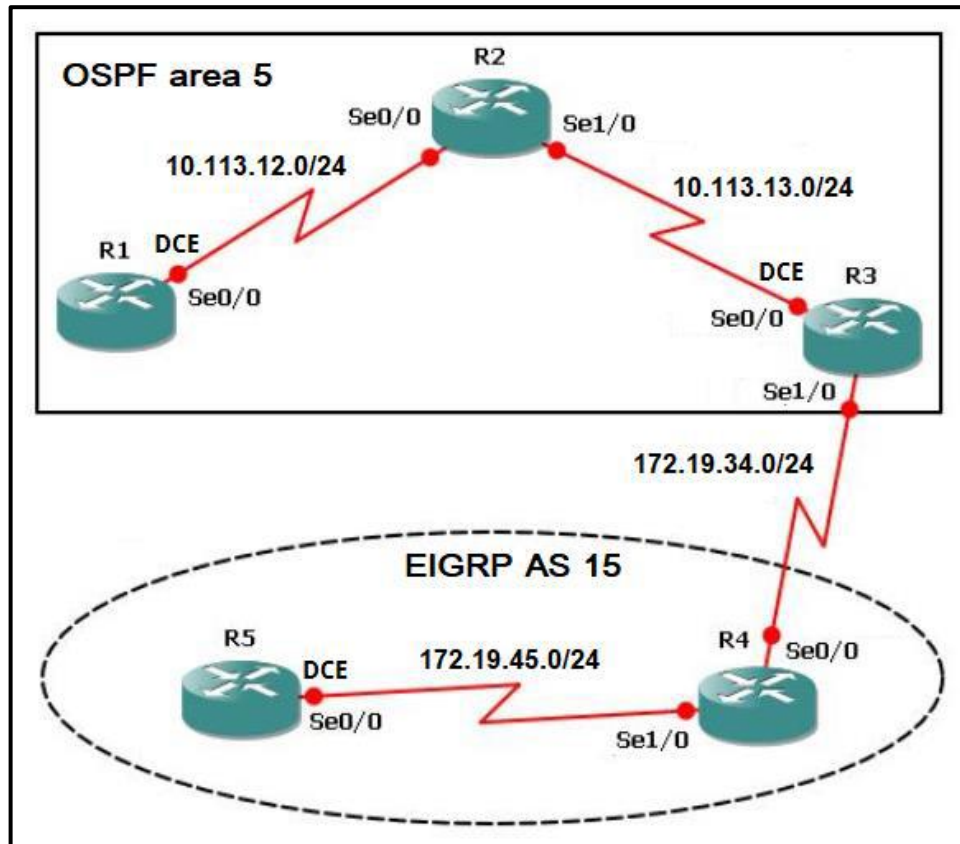 OSPF area 5
R2
Se0/0
Se1/0
10.113.12.0/24
10.113.13.0/24
R1
DCE
Se0/0
DCE
R3
Se0/0
Se1/0
172.19.34.0/24
EIGRP AS 15
R5
DCE
172.19.45.0/24
R4
Se0/0
Se0/0
Se1/0